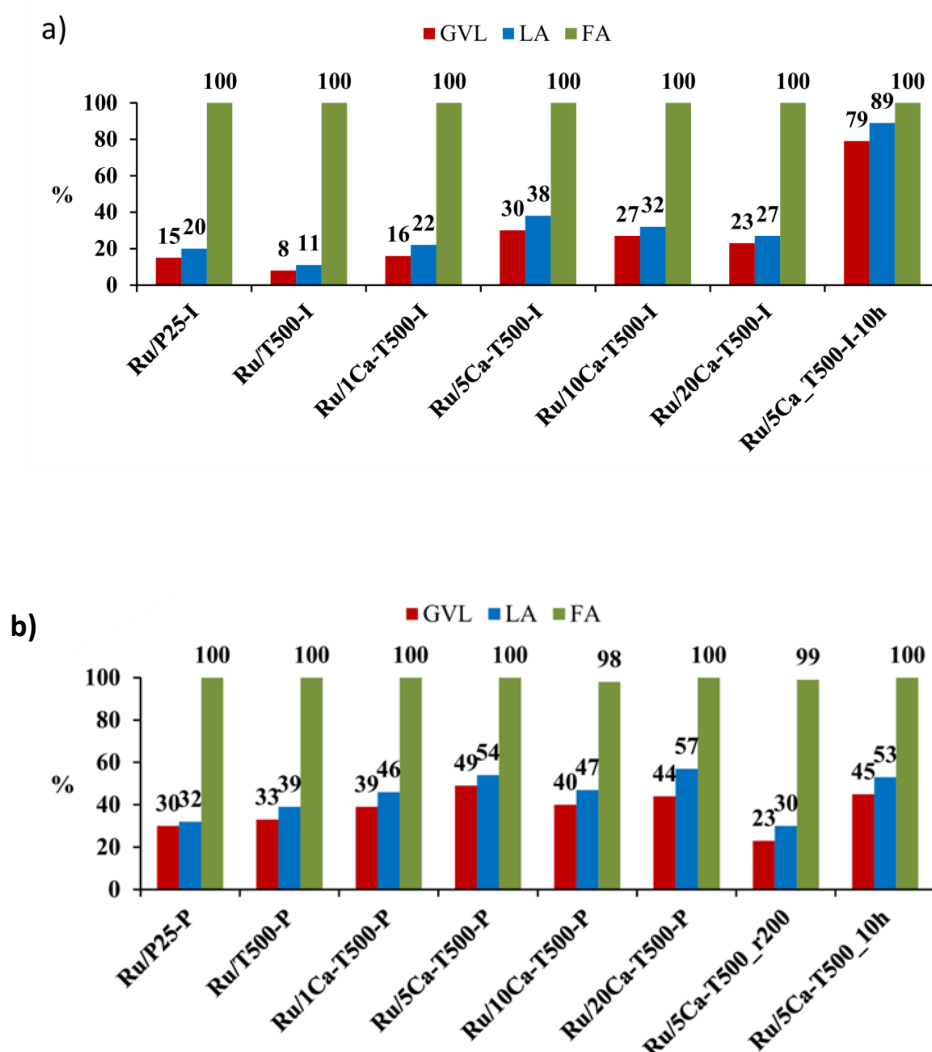 a)
GVL LA FA
100 100 100 100 100 100 100
100
80
60
40
20
0
%
15 20
8 11
16 22
30 38
27 32
23 27
79 89
Ru/P25-I
Ru/T500-I
Ru/1Ca-T500-I
Ru/5Ca-T500-I
Ru/10Ca-T500-I
Ru/20Ca-T500-I
Ru/5Ca_T500-I-10h
b)
GVL LA FA
100 100 100 100 98 100 99 100
100
80
60
40
20
0
%
30 32
33 39
39 46
49 54
40 47
44 57
23 30
45 53
Ru/P25-P
Ru/T500-P
Ru/1Ca-T500-P
Ru/5Ca-T500-P
Ru/10Ca-T500-P
Ru/20Ca-T500-P
Ru/5Ca-T500_r200
Ru/5Ca-T500_10h